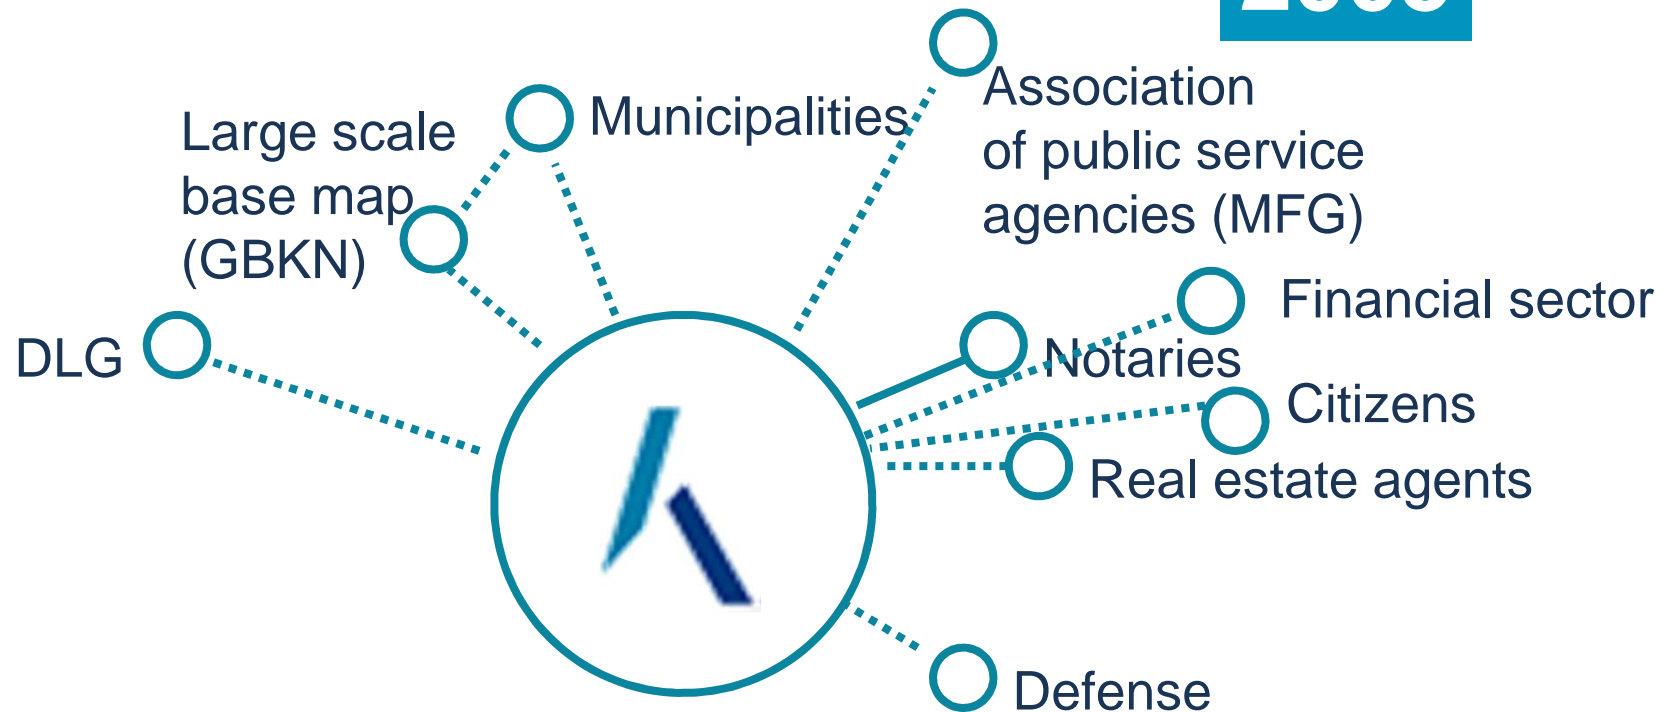 Association
of public service
agencies (MFG)
Municipalities
Large scale
base map
(GBKN)
DLG
Financial sector
Notaries
Citizens
Real estate agents
Defense